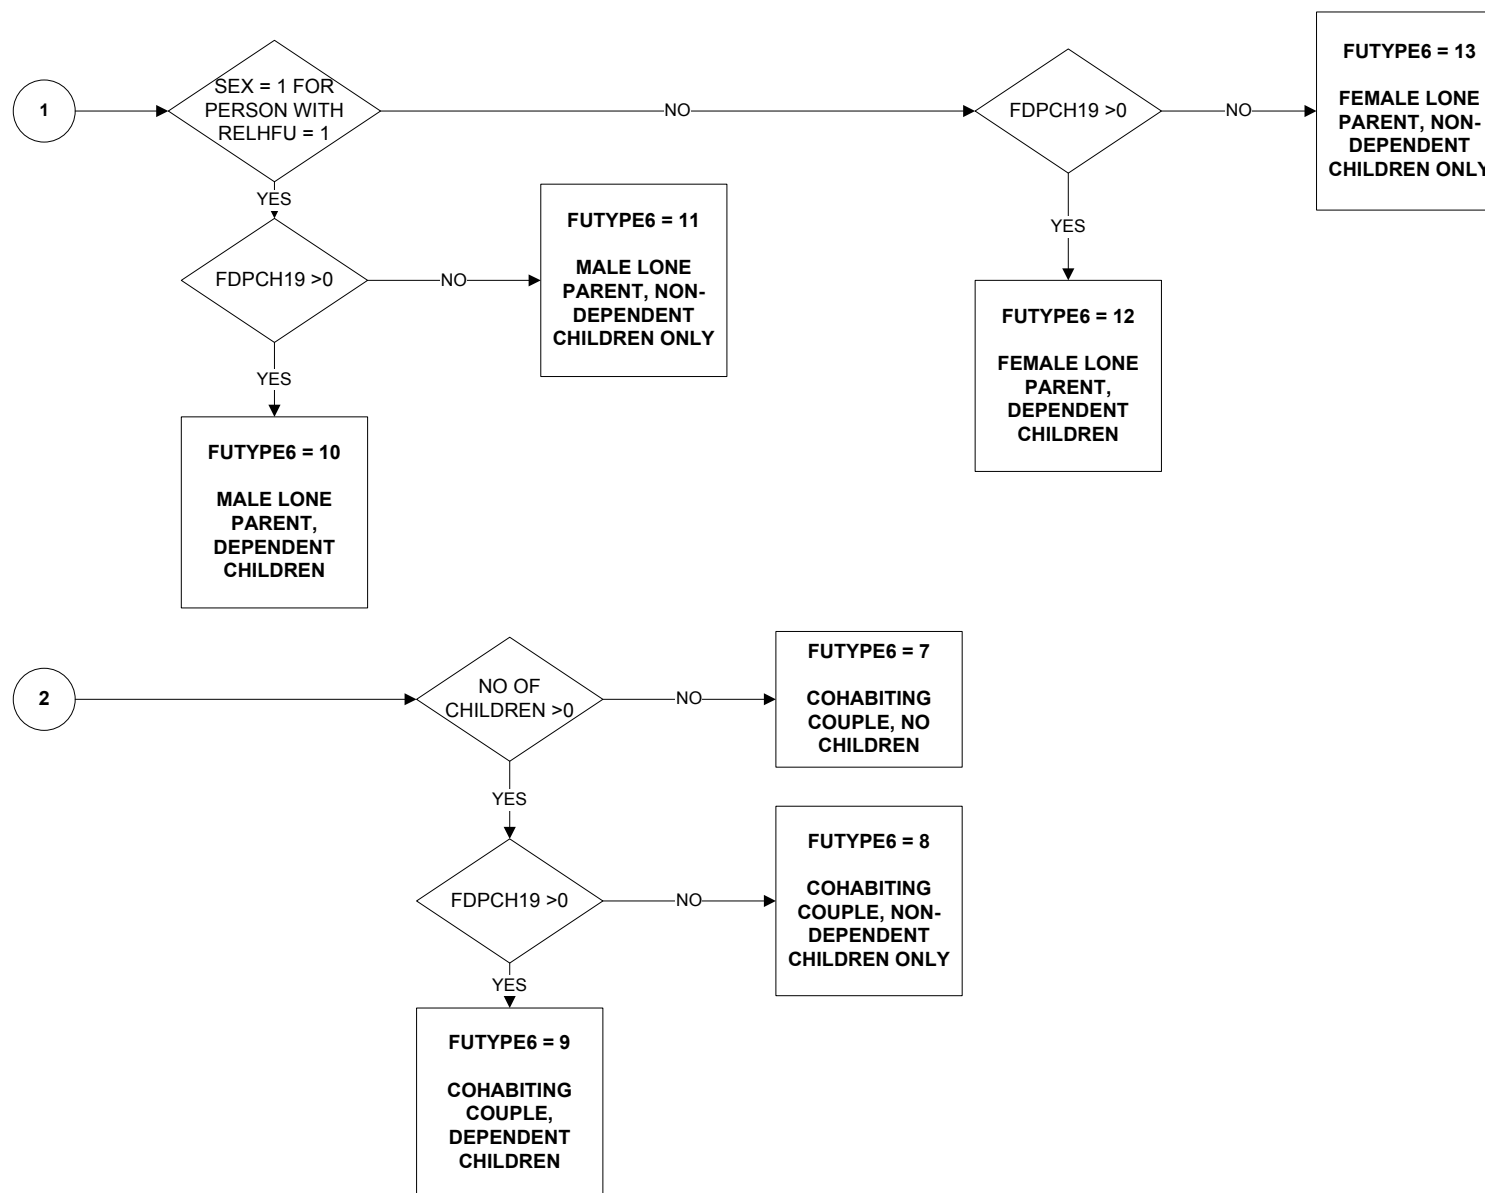 1
SEX = 1 FOR
PERSON WITH
RELHFU = 1
NO
FDPCH19 >0
NO
FUTYPE6 = 13
FEMALE LONE
PARENT, NON-
DEPENDENT
CHILDREN ONLY
YES
FDPCH19 >0
NO
FUTYPE6 = 11
MALE LONE
PARENT, NON-
DEPENDENT
CHILDREN ONLY
YES
FUTYPE6 = 12
FEMALE LONE
PARENT,
DEPENDENT
CHILDREN
YES
FUTYPE6 = 10
MALE LONE
PARENT,
DEPENDENT
CHILDREN
2
NO OF
CHILDREN >0
NO
FUTYPE6 = 7
COHABITING
COUPLE, NO
CHILDREN
YES
FDPCH19 >0
NO
FUTYPE6 = 8
COHABITING
COUPLE, NON-
DEPENDENT
CHILDREN ONLY
YES
FUTYPE6 = 9
COHABITING
COUPLE,
DEPENDENT
CHILDREN